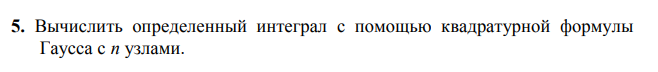 5. Вычислить определенный интеграл с помощью квадратурной формулы
Гаусса с n узлами.